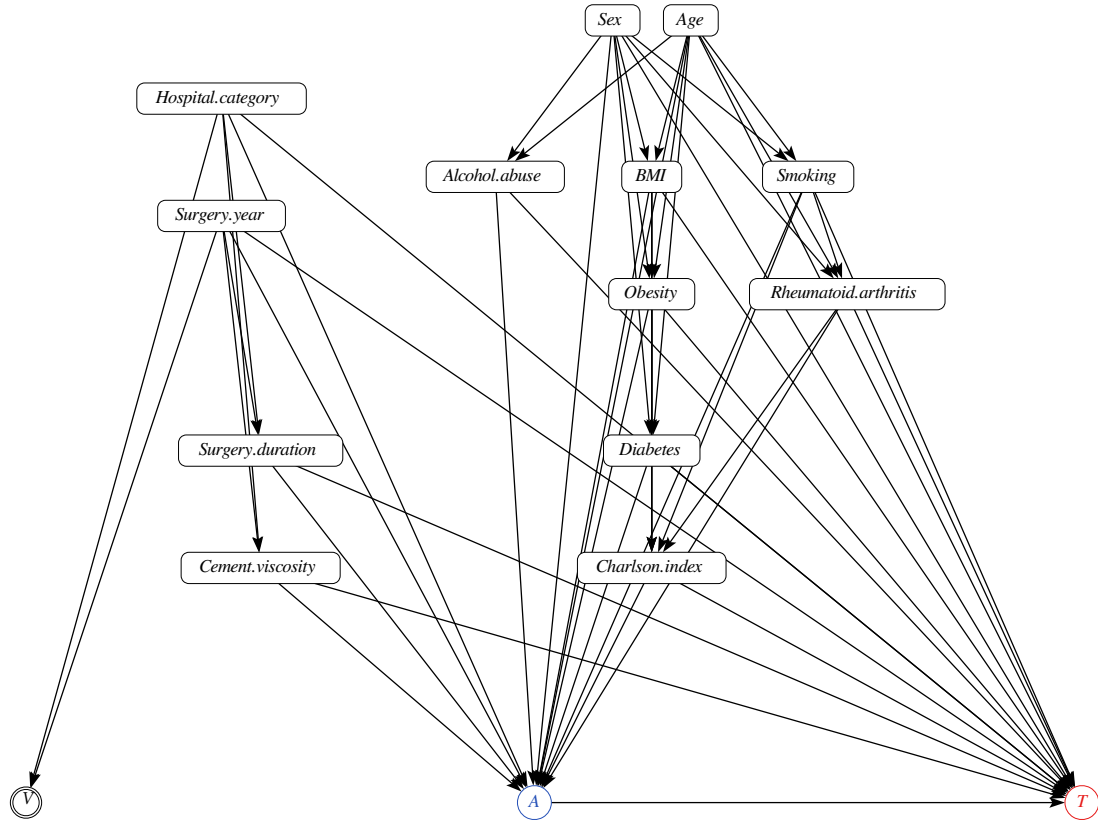 Sex
Age
Hospital.category
Alcohol.abuse
BMI
Smoking
Surgery.year
Obesity
Rheumatoid.arthritis
Surgery.duration
Diabetes
Cement.viscosity
Charlson.index
V
A
T